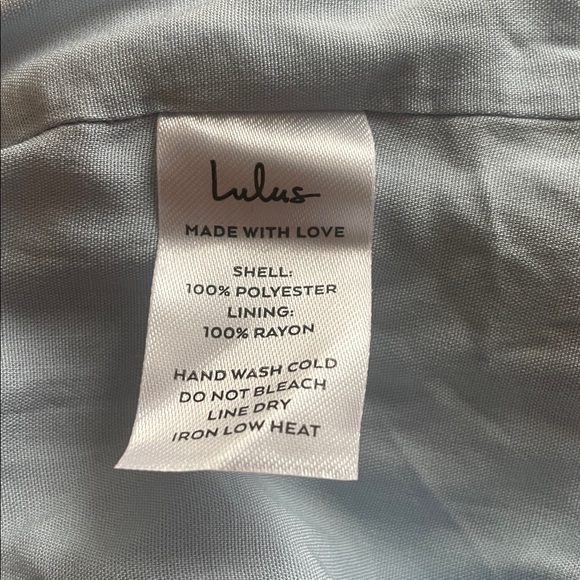 Lulus
MADE WITH LOVE
SHELL:
100% POLYESTER
LINING:
100% RAYON
HAND WASH COLD
DO NOT BLEACH
LINE DRY
IRON LOW HEAT